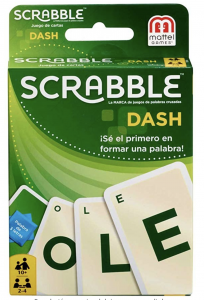 SCRABBLE
Juego de cartas
DASH
mattel
GAMES
SCRABBLE
La MARCA de juegos de palabras cruzadas
DASH
¡Sé el primero en
formar una palabra!
O
L
E
L
E
10+
2-4